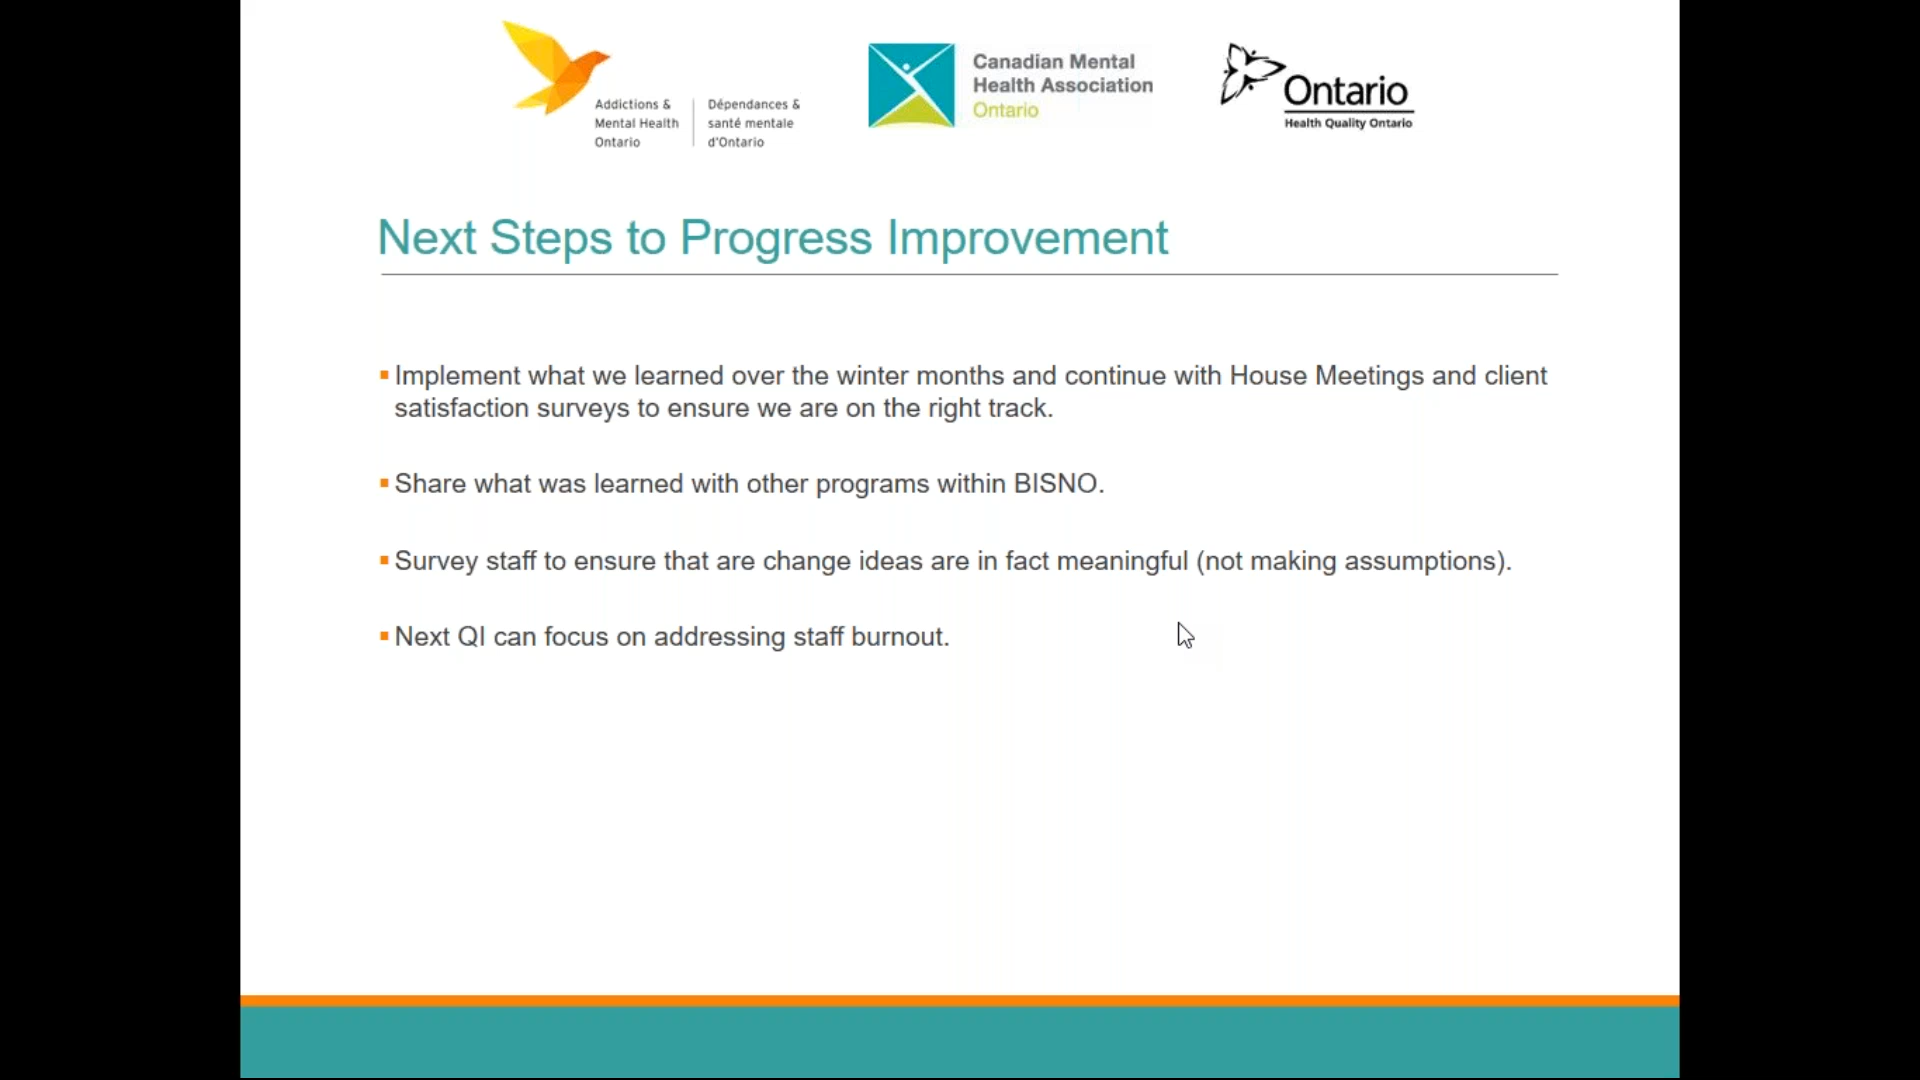 Addictions &
Mental Health
Ontario
Dépendances &
santé mentale
d'Ontario
Canadian Mental
Health Association
Ontario
Ontario
Health Quality Ontario
Next Steps to Progress Improvement
Implement what we learned over the winter months and continue with House Meetings and client
satisfaction surveys to ensure we are on the right track.
Share what was learned with other programs within BISNO.
Survey staff to ensure that are change ideas are in fact meaningful (not making assumptions).
Next QI can focus on addressing staff burnout.